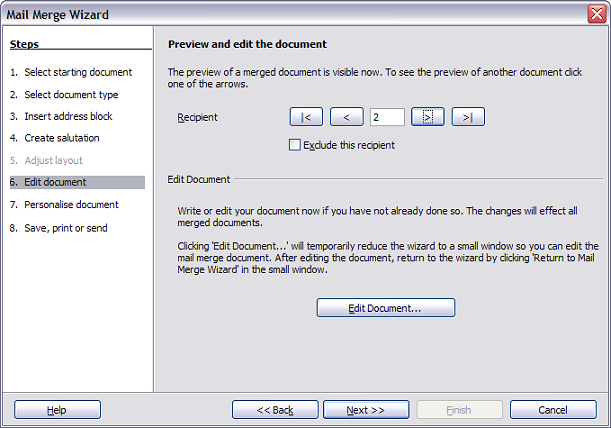 Mail Merge Wizard
Steps
1. Select starting document
2. Select document type
3. Insert address block
4. Create salutation
5. Adjust layout
6. Edit document
7. Personalise document
8. Save, print or send
Preview and edit the document
The preview of a merged document is visible now. To see the preview of another document click
one of the arrows.
Recipient |< < 2 > >|
Exclude this recipient
Edit Document
Write or edit your document now if you have not already done so. The changes will effect all
merged documents.
Clicking 'Edit Document...' will temporarily reduce the wizard to a small window so you can edit the
mail merge document. After editing the document, return to the wizard by clicking 'Return to Mail
Merge Wizard' in the small window.
Edit Document...
Help << Back Next >> Finish Cancel